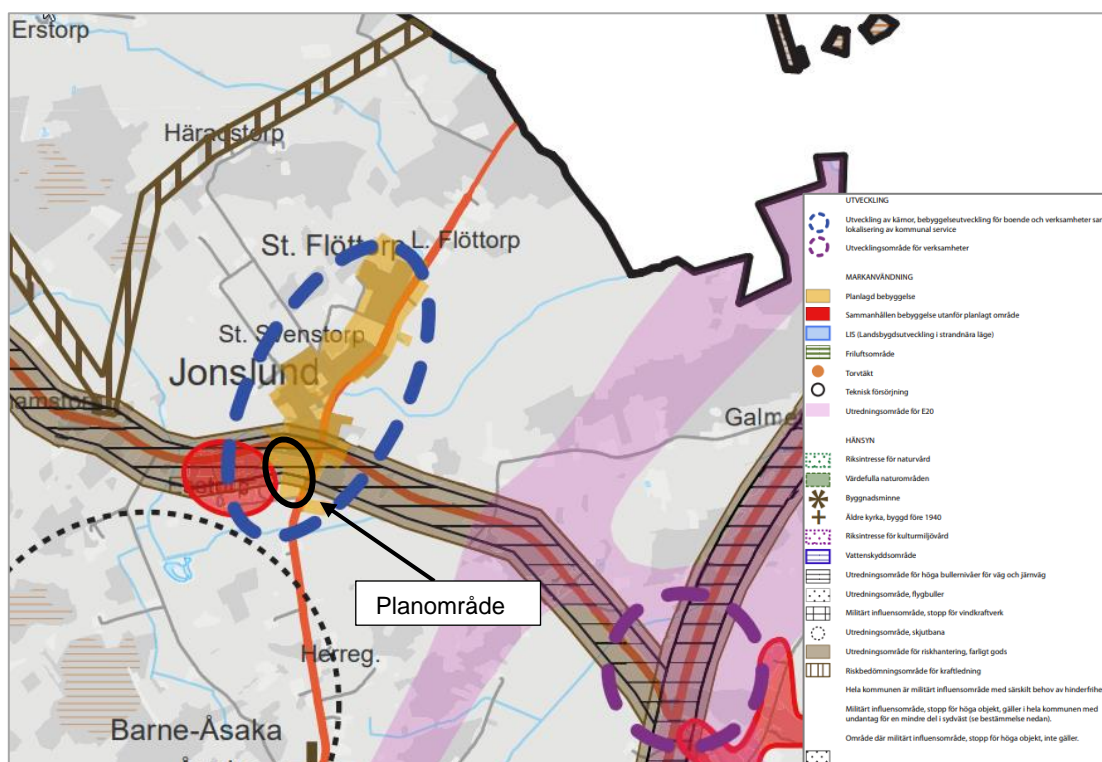 Erstorp
Häradstorp
St. Flöttorp
L. Flöttorp
St. Svenstorp
Jonslund
Galme
Planområde
Herreg.
Barne-Åsaka
UTVECKLING
Utveckling av kärnor, bebyggelseutveckling för boende och verksamheter sam
lokalisering av kommunal service
Utvecklingsområde för verksamheter
MARKANVÄNDNING
Planlagd bebyggelse
Sammanhållen bebyggelse utanför planlagt område
LIS (Landsbygdsutveckling i strandnära läge)
Friluftsområde
Torvtäkt
Teknisk försörjning
Utredningsområde för E20
HÄNSYN
Riksintresse för naturvård
Värdefulla naturområden
Byggnadsminne
Äldre kyrka, byggd före 1940
Riksintresse för kulturmiljövård
Vattenskyddsområde
Utredningsområde för höga bullernivåer för väg och järnväg
Utredningsområde, flygbuller
Militärt influensområde, stopp för vindkraftverk
Utredningsområde, skjutbana
Utredningsområde för riskhantering, farligt gods
Riskbedömningsområde för kraftledning
Hela kommunen är militärt influensområde med särskilt behov av hinderfrihe
Militärt influensområde, stopp för höga objekt, gäller i hela kommunen med
undantag för en mindre del i sydväst (se bestämmelse nedan).
Område där militärt influensområde, stopp för höga objekt, inte gäller.